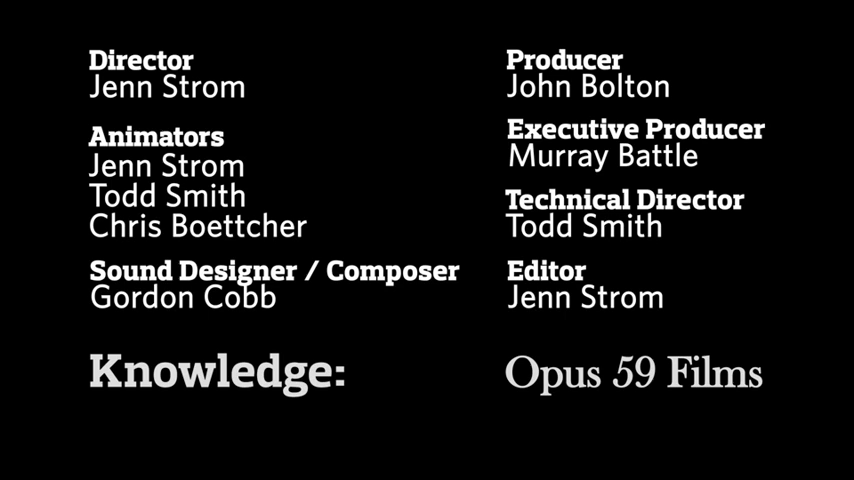 Director
Jenn Strom
Animators
Jenn Strom
Todd Smith
Chris Boettcher
Sound Designer / Composer
Gordon Cobb
Knowledge:
Producer
John Bolton
Executive Producer
Murray Battle
Technical Director
Todd Smith
Editor
Jenn Strom
Opus 59 Films